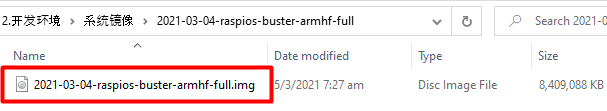 2.开发环境 > 系统镜像 > 2021-03-04-raspios-buster-armhf-full
Search 2021-0
Name Date modified Type Size
2021-03-04-raspios-buster-armhf-full.img 5/3/2021 7:27 am Disc Image File 8,409,088 KB